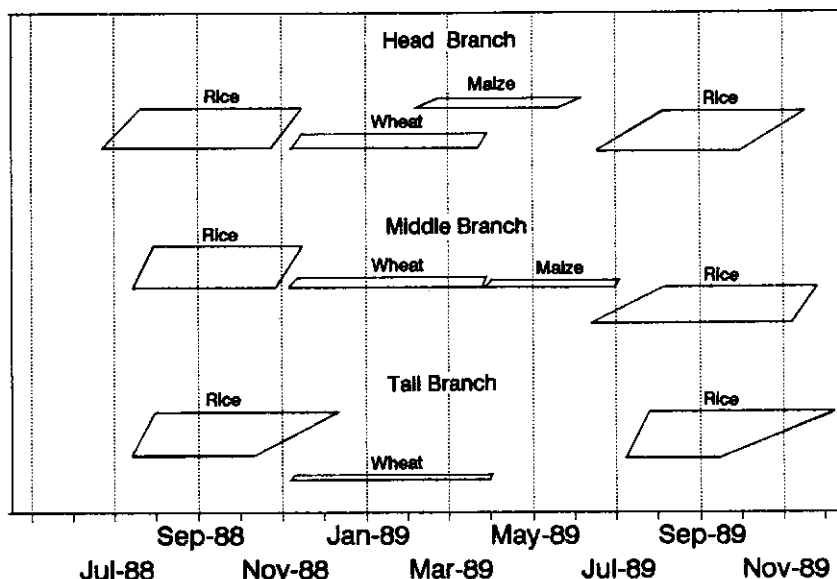 Head Branch
Maize
Rice
Rice
Wheat
Middle Branch
Rice
Wheat
Maize
Rice
Tail Branch
Rice
Rice
Wheat
Sep-88 Jan-89 May-89 Sep-89
Jul-88 Nov-88 Mar-89 Jul-89 Nov-89